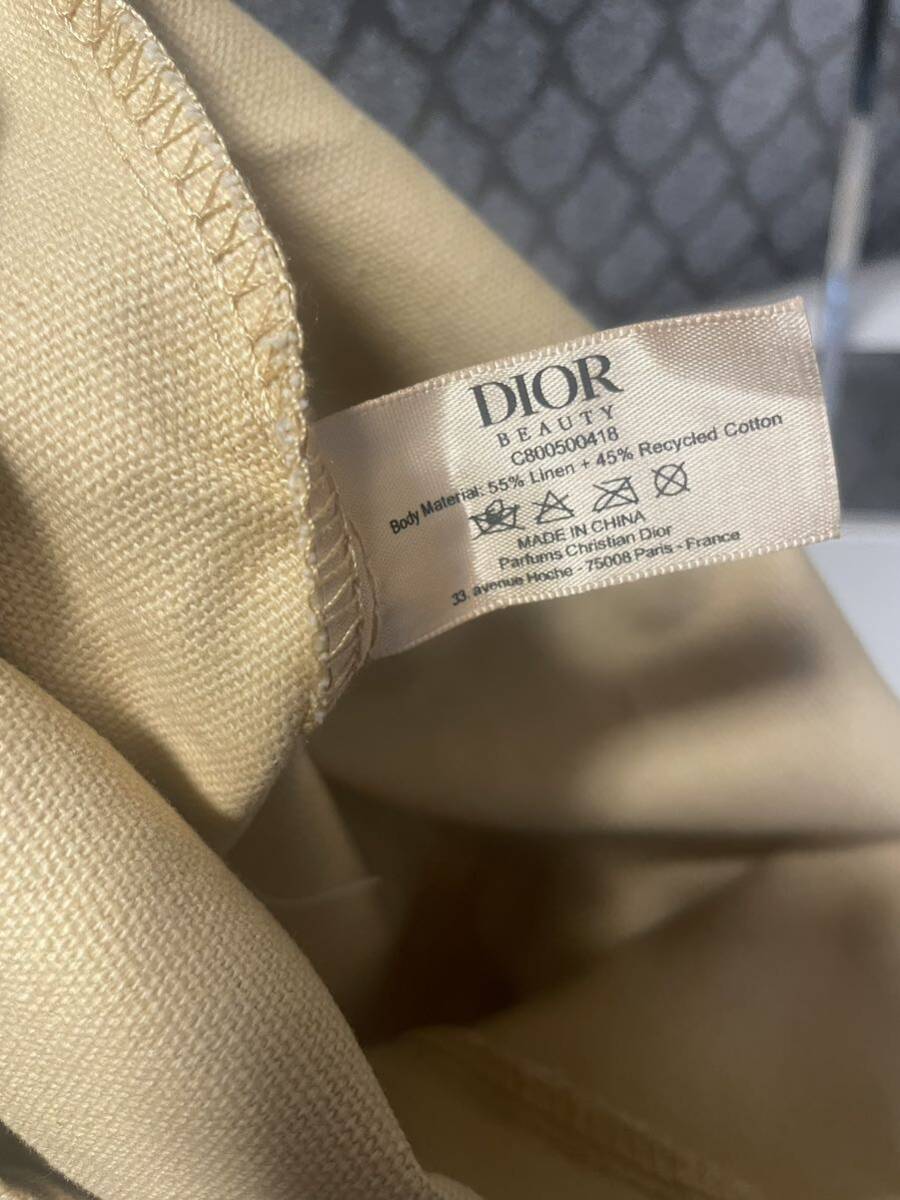 DIOR
BEAUTY
C800500418
Body Material: 55% Linen + 45% Recycled Cotton
MADE IN CHINA
Parfums Christian Dior
33. avenue Hoche - 75008 Paris - France